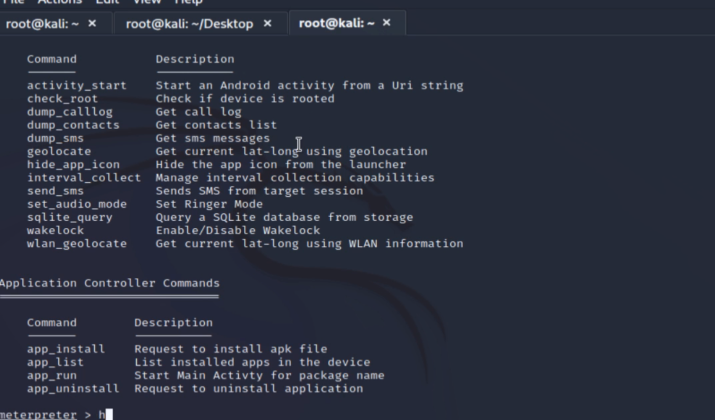 File Actions Edit View Help
root@kali: ~ × root@kali: ~/Desktop × root@kali: ~ ×
Command Description
activity_start Start an Android activity from a Uri string
check_root Check if device is rooted
dump_calllog Get call log
dump_contacts Get contacts list
dump_sms Get sms messages
geolocate Get current lat-long using geolocation
hide_app_icon Hide the app icon from the launcher
interval_collect Manage interval collection capabilities
send_sms Sends SMS from target session
set_audio_mode Set Ringer Mode
sqlite_query Query a SQLite database from storage
wakelock Enable/Disable Wakelock
wlan_geolocate Get current lat-long using WLAN information
Application Controller Commands
Command Description
app_install Request to install apk file
app_list List installed apps in the device
app_run Start Main Activty for package name
app_uninstall Request to uninstall application
meterpreter > h